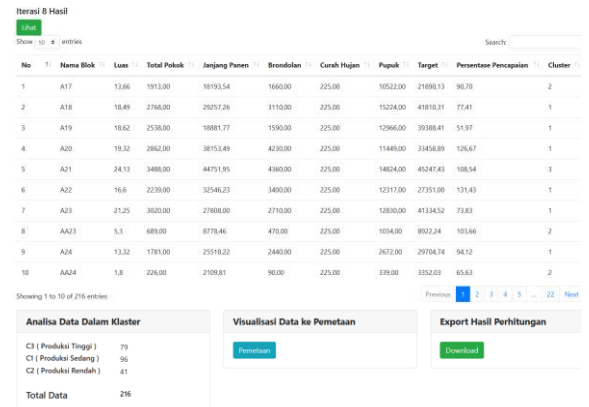 Iterasi 8 Hasil
Lihat
Show 10 entries Search:
No Nama Blok Luas Total Pokok Janjang Panen Brondolan Curah Hujan Pupuk Target Persentase Pencapaian Cluster
1 A17 13,66 1913,00 18193,54 1660,00 225,00 10522,00 21890,13 90,70 2
2 A18 18,49 2768,00 29257,26 3110,00 225,00 15224,00 41810,31 77,41 1
3 A19 18,62 2538,00 18881,77 1590,00 225,00 12966,00 39388,41 51,97 1
4 A20 19,32 2862,00 38153,49 4230,00 225,00 11449,00 33458,89 126,67 1
5 A21 24,13 3488,00 44751,95 4360,00 225,00 14824,00 45247,43 108,54 3
6 A22 16,6 2239,00 32546,23 3400,00 225,00 12317,00 27351,00 131,43 1
7 A23 21,25 3020,00 27808,00 2710,00 225,00 12830,00 41334,52 73,83 1
8 AA23 5,3 689,00 8778,46 470,00 225,00 1034,00 8922,24 103,66 2
9 A24 13,32 1781,00 25518,22 2440,00 225,00 2672,00 29704,74 94,12 1
10 AA24 1,8 226,00 2109,81 90,00 225,00 339,00 3352,03 65,63 2
Showing 1 to 10 of 216 entries Previous 1 2 3 4 5 ... 22 Next
Analisa Data Dalam Klaster
C3 ( Produksi Tinggi ) 79
C1 ( Produksi Sedang ) 96
C2 ( Produksi Rendah ) 41
Total Data 216
Visualisasi Data ke Pemetaan
Pemetaan
Export Hasil Perhitungan
Download